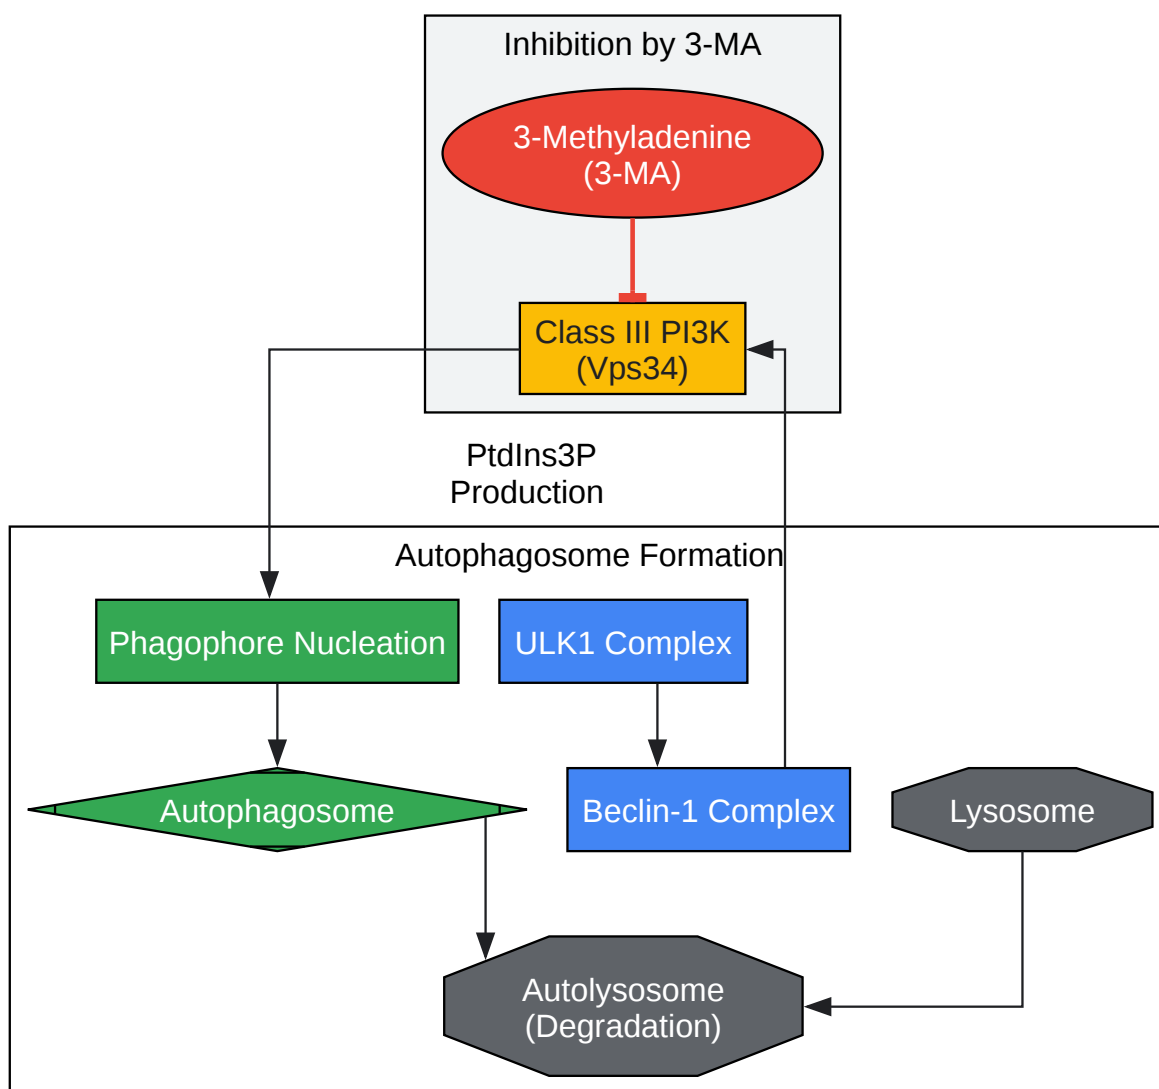 Inhibition by 3-MA
3-Methyladenine
(3-MA)
Class III PI3K
(Vps34)
PtdIns3P
Production
Autophagosome Formation
Phagophore Nucleation
ULK1 Complex
Autophagosome
Beclin-1 Complex
Lysosome
Autolysosome
(Degradation)